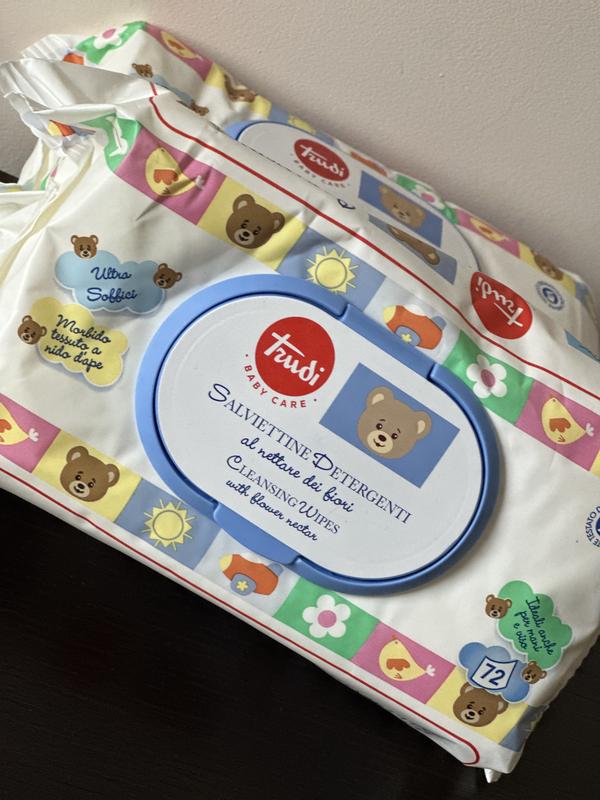 Trudi
BABY CARE
Trudi
Ultra
Soffici
Morbido
tessuto a
nido d'ape
Trudi
• BABY CARE •
SALVIETTINE DETERGENTI
al nettare dei fiori
CLEANSING WIPES
with flower nectar
Ideali anche
per mani
e viso
72